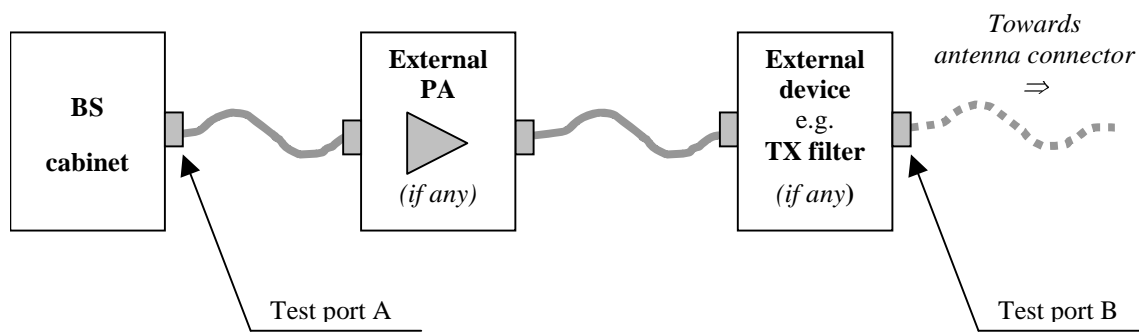 BS
cabinet
External
PA
(if any)
External
device
e.g.
TX filter
(if any)
Towards
antenna connector
⇒
Test port A
Test port B